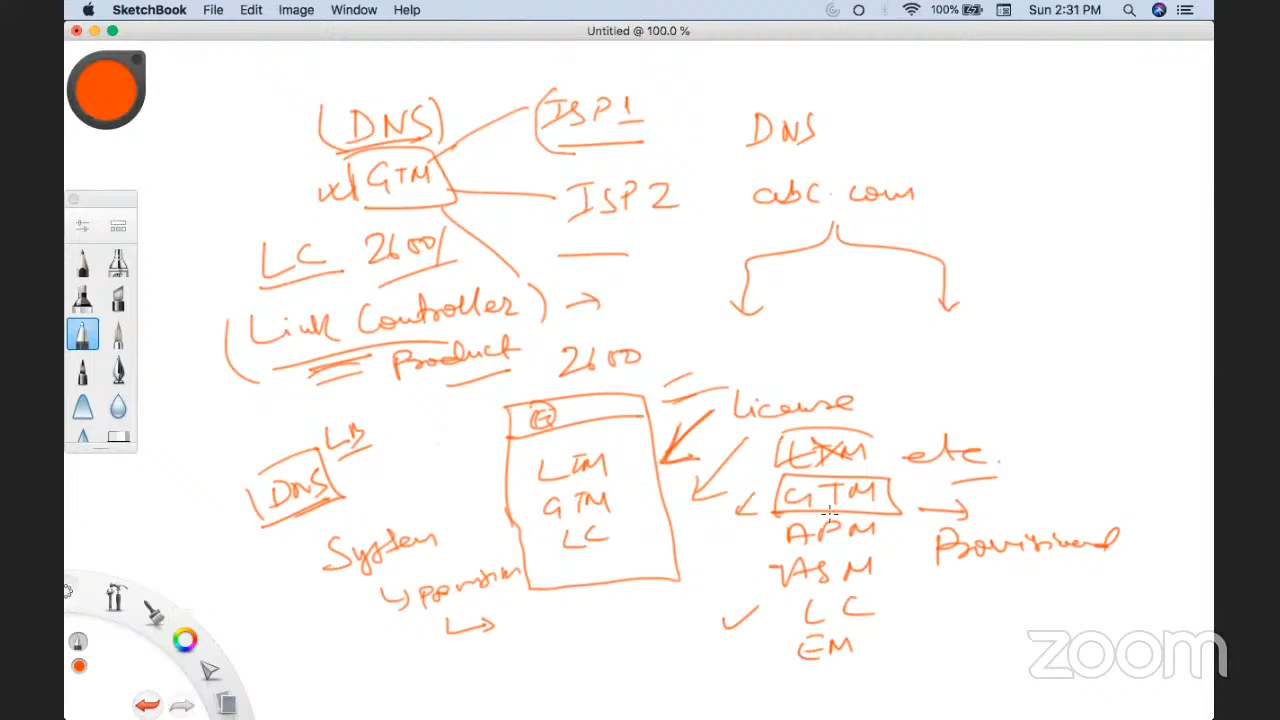 SketchBook File Edit Image Window Help 100% Sun 2:31 PM
Untitled @ 100.0 %
(DNS)
GTM
ISP1
ISP2
LC 2600
(Link Controller)
Product 2600
DNS
abc.com
License
LTM etc.
GTM
APM
ASM
LC
EM
Provisioned
G
LTM
GTM
LC
DNS
System
zoom